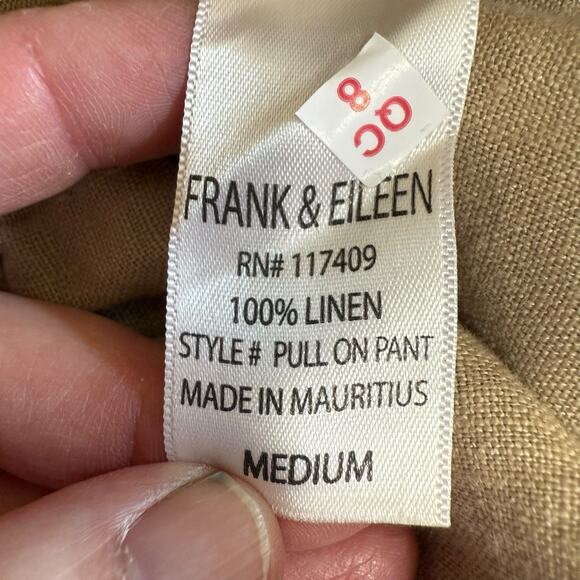 QC
8
FRANK & EILEEN
RN# 117409
100% LINEN
STYLE# PULL ON PANT
MADE IN MAURITIUS
MEDIUM